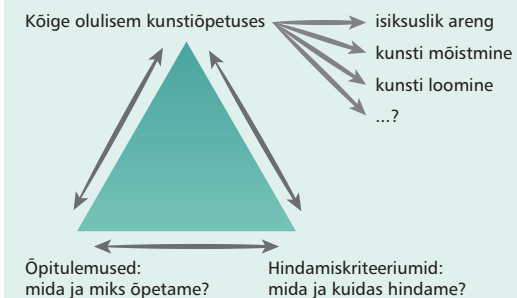 Kõige olulisem kunstiõpetuses
isiksuslik areng
kunsti mõistmine
kunsti loomine
...?
Õpitulemused:
mida ja miks õpetame?
Hindamiskriteeriumid:
mida ja kuidas hindame?